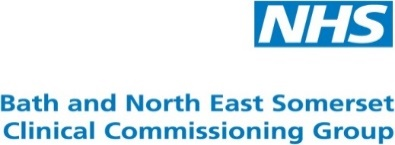 NHS
Bath and North East Somerset
Clinical Commissioning Group